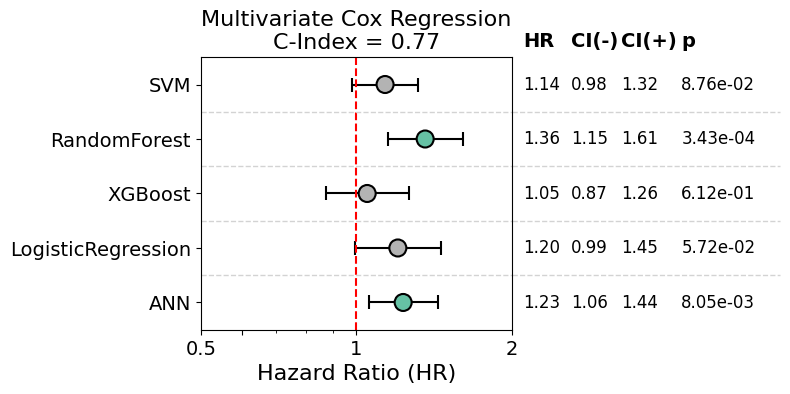 Multivariate Cox Regression
C-Index = 0.77
HR CI(-) CI(+) p
SVM 1.14 0.98 1.32 8.76e-02
RandomForest 1.36 1.15 1.61 3.43e-04
XGBoost 1.05 0.87 1.26 6.12e-01
LogisticRegression 1.20 0.99 1.45 5.72e-02
ANN 1.23 1.06 1.44 8.05e-03
0.5 1 2
Hazard Ratio (HR)